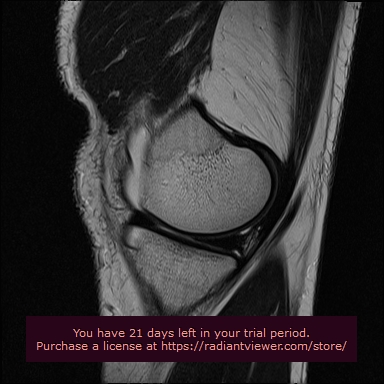 You have 21 days left in your trial period.
Purchase a license at https://radiantviewer.com/store/